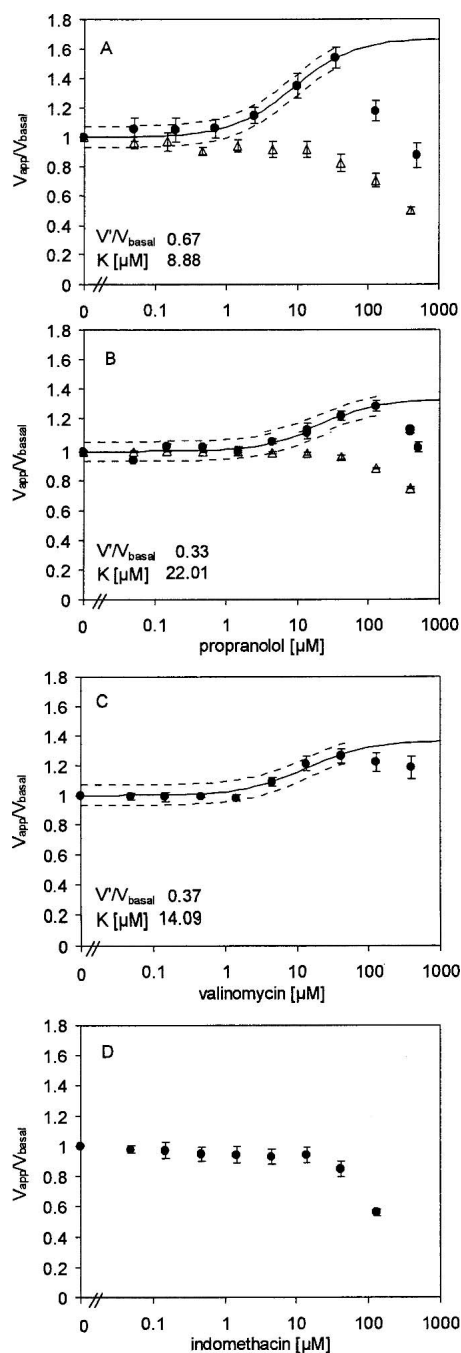 A
Vapp/Vbasal
1.8
1.6
1.4
1.2
1
0.8
0.6
0.4
0.2
0
V'/Vbasal 0.67
K [µM] 8.88
0 0.1 1 10 100 1000
B
Vapp/Vbasal
1.8
1.6
1.4
1.2
1
0.8
0.6
0.4
0.2
0
V'/Vbasal 0.33
K [µM] 22.01
0 0.1 1 10 100 1000
propranolol [µM]
C
Vapp/Vbasal
1.8
1.6
1.4
1.2
1
0.8
0.6
0.4
0.2
0
V'/Vbasal 0.37
K [µM] 14.09
0 0.1 1 10 100 1000
valinomycin [µM]
D
Vapp/Vbasal
1.8
1.6
1.4
1.2
1
0.8
0.6
0.4
0.2
0
0 0.1 1 10 100 1000
indomethacin [µM]